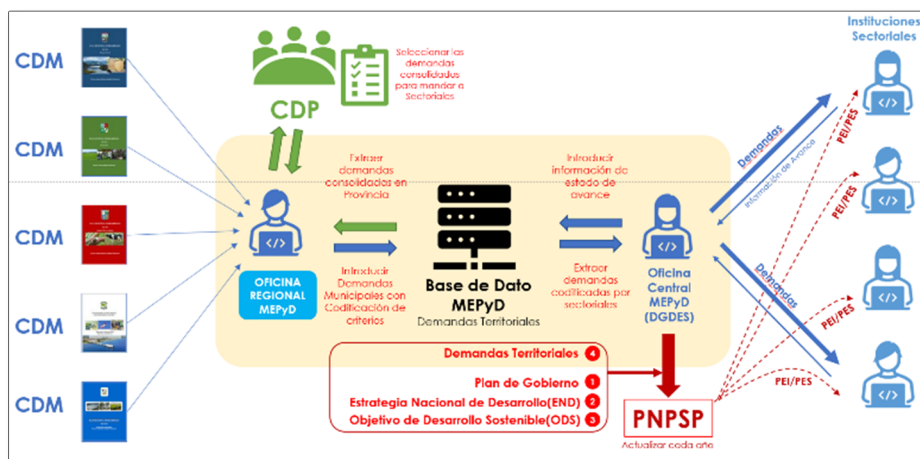 CDM
CDM
CDM
CDM
CDM
CDP
Seleccionar las
demandas
consolidados
para mandar a
Sectoriales
Extraer
demandas
consolidadas en
Provincia
OFICINA
REGIONAL
MEPyD
Introducir
Demandas
Municipales con
Codificación de
criterios
Base de Dato
MEPyD
Demandas Territoriales
Introducir
información de
estado de
avance
Extraer
demandas
codificadas por
sectoriales
Oficina
Central
MEPyD
(DGDES)
Demandas Territoriales 4
Plan de Gobierno 1
Estrategia Nacional de Desarrollo(END) 2
Objetivo de Desarrollo Sostenible(ODS) 3
PNPSP
Actualizar cada año
Instituciones
Sectoriales
Demandas
Información de Avance
Demandas
PEI/PES
PEI/PES
PEI/PES
PEI/PES